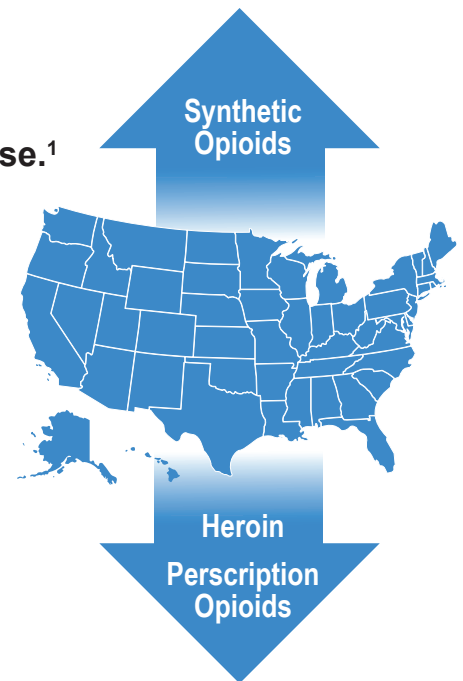 Synthetic
Opioids
se.¹
Heroin
Perscription
Opioids